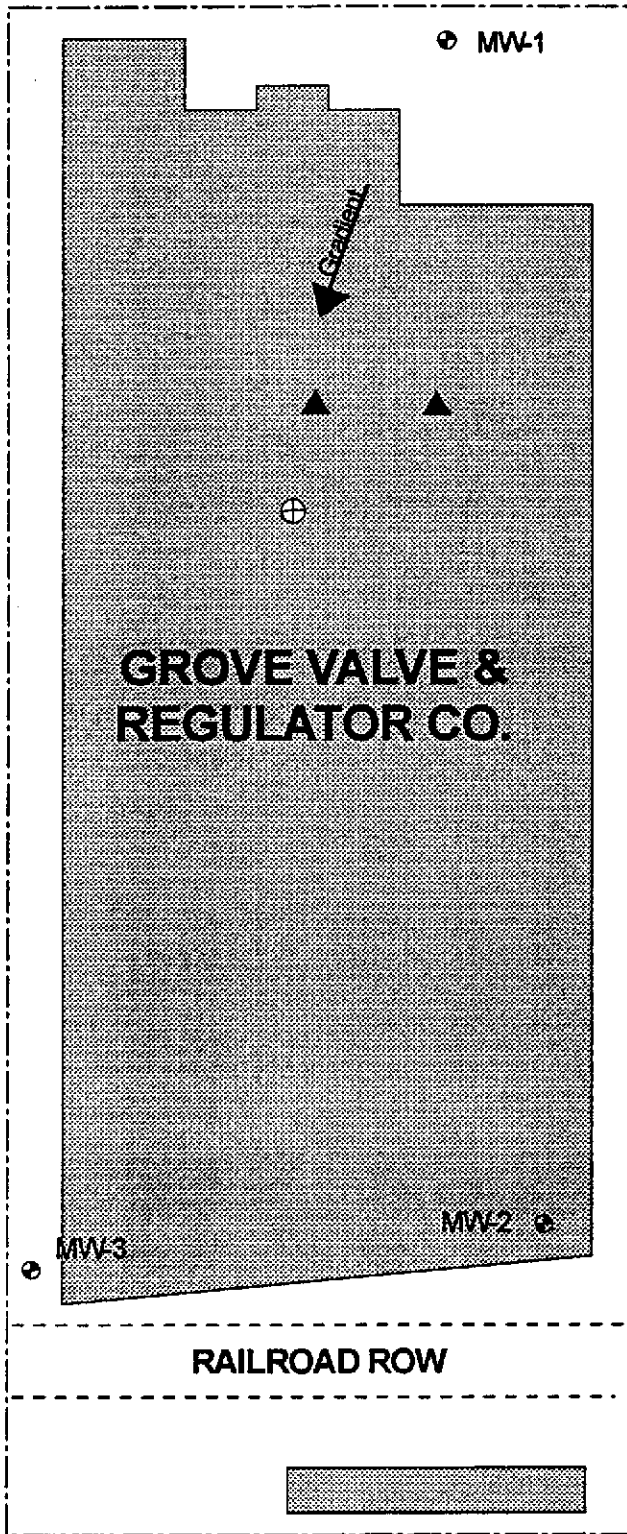 MW-1
Gradient
GROVE VALVE &
REGULATOR CO.
MW-2
MW-3
RAILROAD ROW